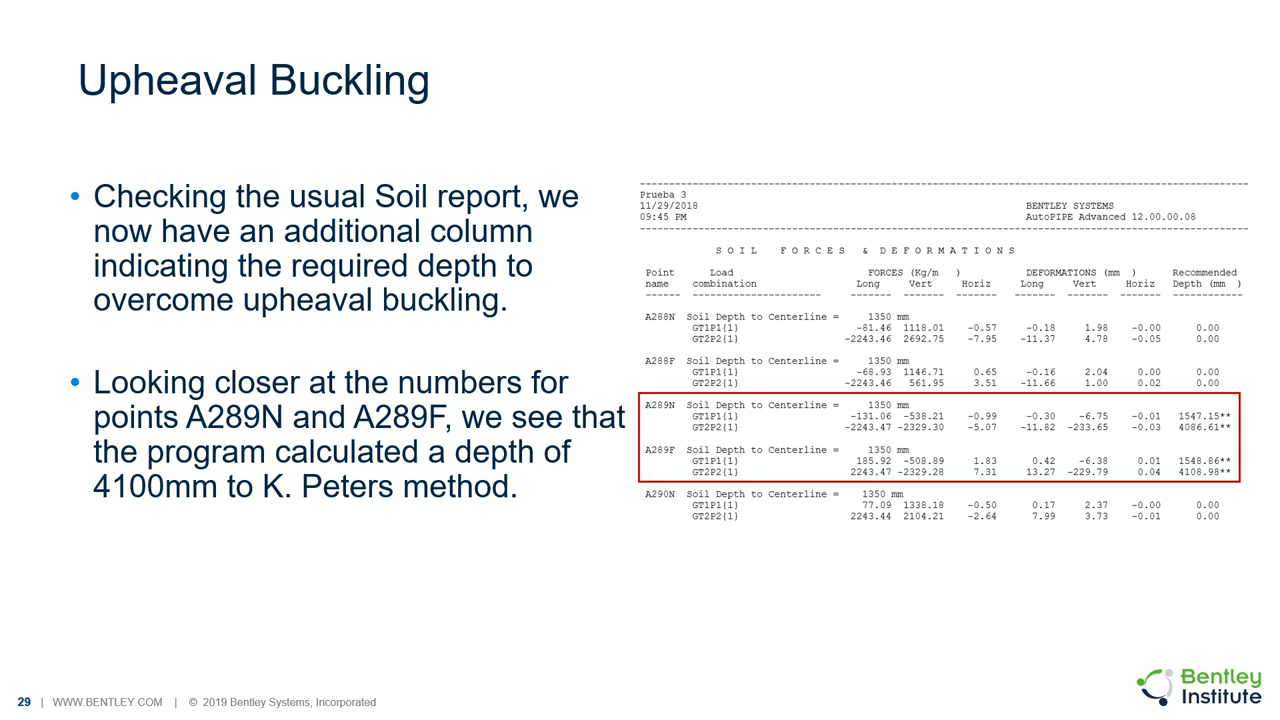 Upheaval Buckling
• Checking the usual Soil report, we
now have an additional column
indicating the required depth to
overcome upheaval buckling.
• Looking closer at the numbers for
points A289N and A289F, we see that
the program calculated a depth of
4100mm to K. Peters method.
--------------------------------------------------------------------------------------------------------
Prueba 3
11/29/2018 BENTLEY SYSTEMS
09:45 PM AutoPIPE Advanced 12.00.00.08
--------------------------------------------------------------------------------------------------------
S O I L F O R C E S & D E F O R M A T I O N S
Point Load FORCES (Kg/m ) DEFORMATIONS (mm ) Recommended
name combination Long Vert Horiz Long Vert Horiz Depth (mm )
------ ---------------------- ------- ------- ------- ------- ------- ------- ------------
A288N Soil Depth to Centerline = 1350 mm
GT1P1{1} -81.46 1118.01 -0.57 -0.18 1.98 -0.00 0.00
GT2P2{1} -2243.46 2692.75 -7.95 -11.37 4.78 -0.05 0.00
A288F Soil Depth to Centerline = 1350 mm
GT1P1{1} -68.93 1146.71 0.65 -0.16 2.04 0.00 0.00
GT2P2{1} -2243.46 561.95 3.51 -11.66 1.00 0.02 0.00
A289N Soil Depth to Centerline = 1350 mm
GT1P1{1} -131.06 -538.21 -0.99 -0.30 -6.75 -0.01 1547.15**
GT2P2{1} -2243.47 -2329.30 -5.07 -11.82 -233.65 -0.03 4086.61**
A289F Soil Depth to Centerline = 1350 mm
GT1P1{1} 185.92 -508.89 1.83 0.42 -6.38 0.01 1548.86**
GT2P2{1} 2243.47 -2329.28 7.31 13.27 -229.79 0.04 4108.98**
A290N Soil Depth to Centerline = 1350 mm
GT1P1{1} 77.09 1338.18 -0.50 0.17 2.37 -0.00 0.00
GT2P2{1} 2243.44 2104.21 -2.64 7.99 3.73 -0.01 0.00
29 | WWW.BENTLEY.COM | © 2019 Bentley Systems, Incorporated
Bentley
Institute